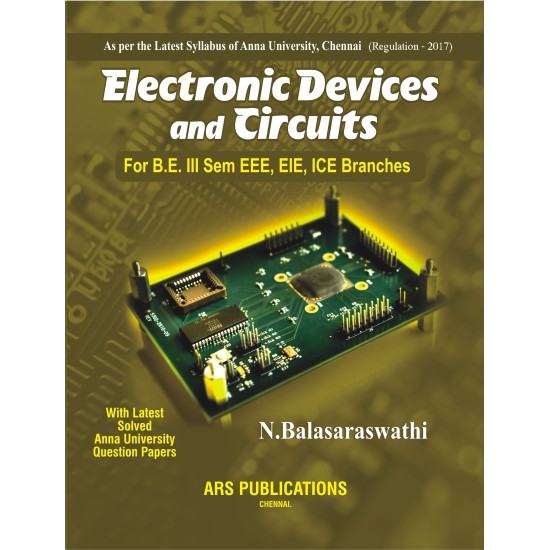 As per the Latest Syllabus of Anna University, Chennai (Regulation - 2017)
Electronic Devices
and Circuits
For B.E. III Sem EEE, EIE, ICE Branches
With Latest
Solved
Anna University
Question Papers
N.Balasaraswathi
ARS PUBLICATIONS
CHENNAI.